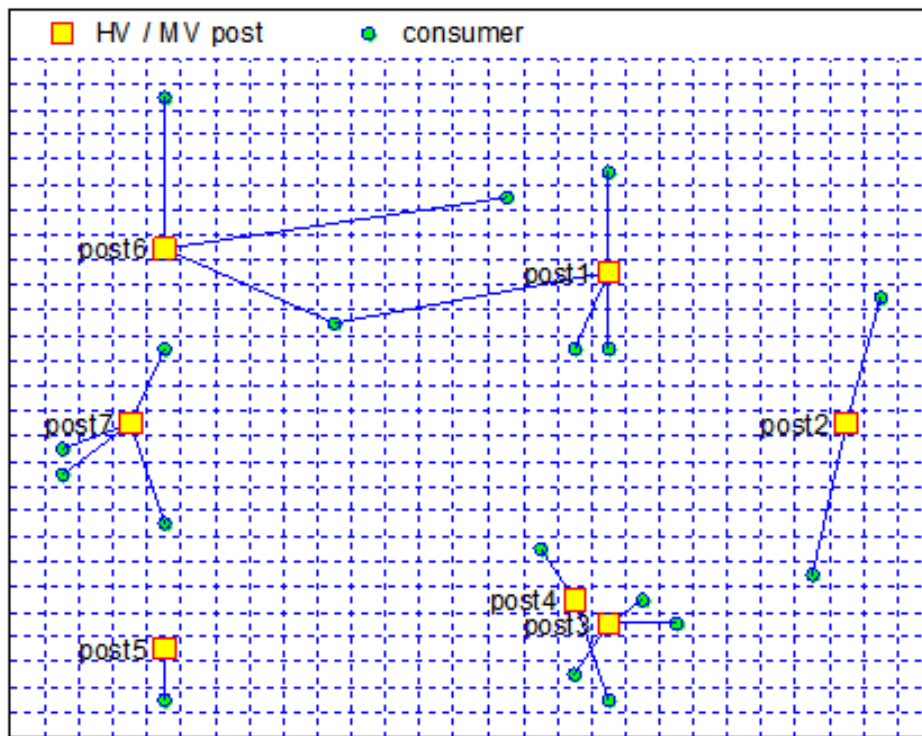 HV / MV post
consumer
post6
post1
post7
post2
post4
post3
post5